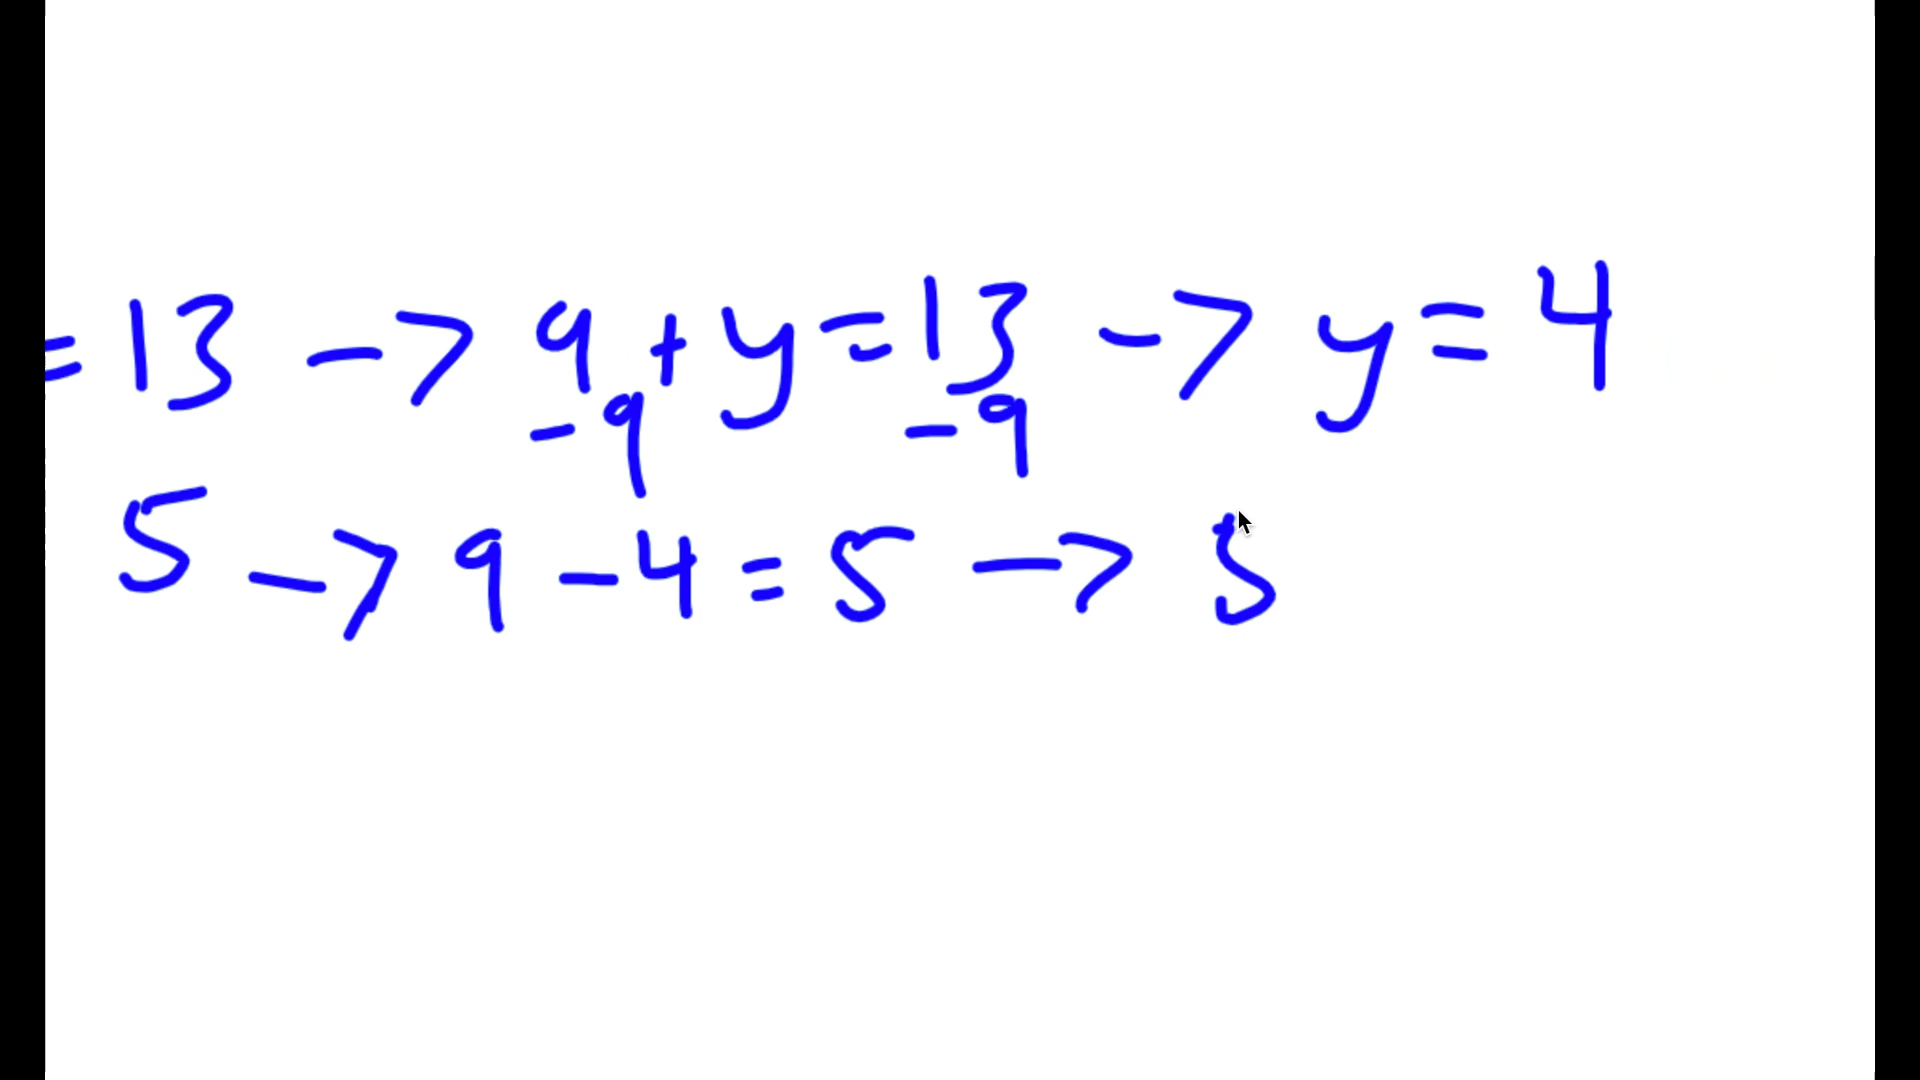 = 13 -> 9 + y = 13 -> y = 4
-9 -9
5 -> 9 - 4 = 5 -> 5